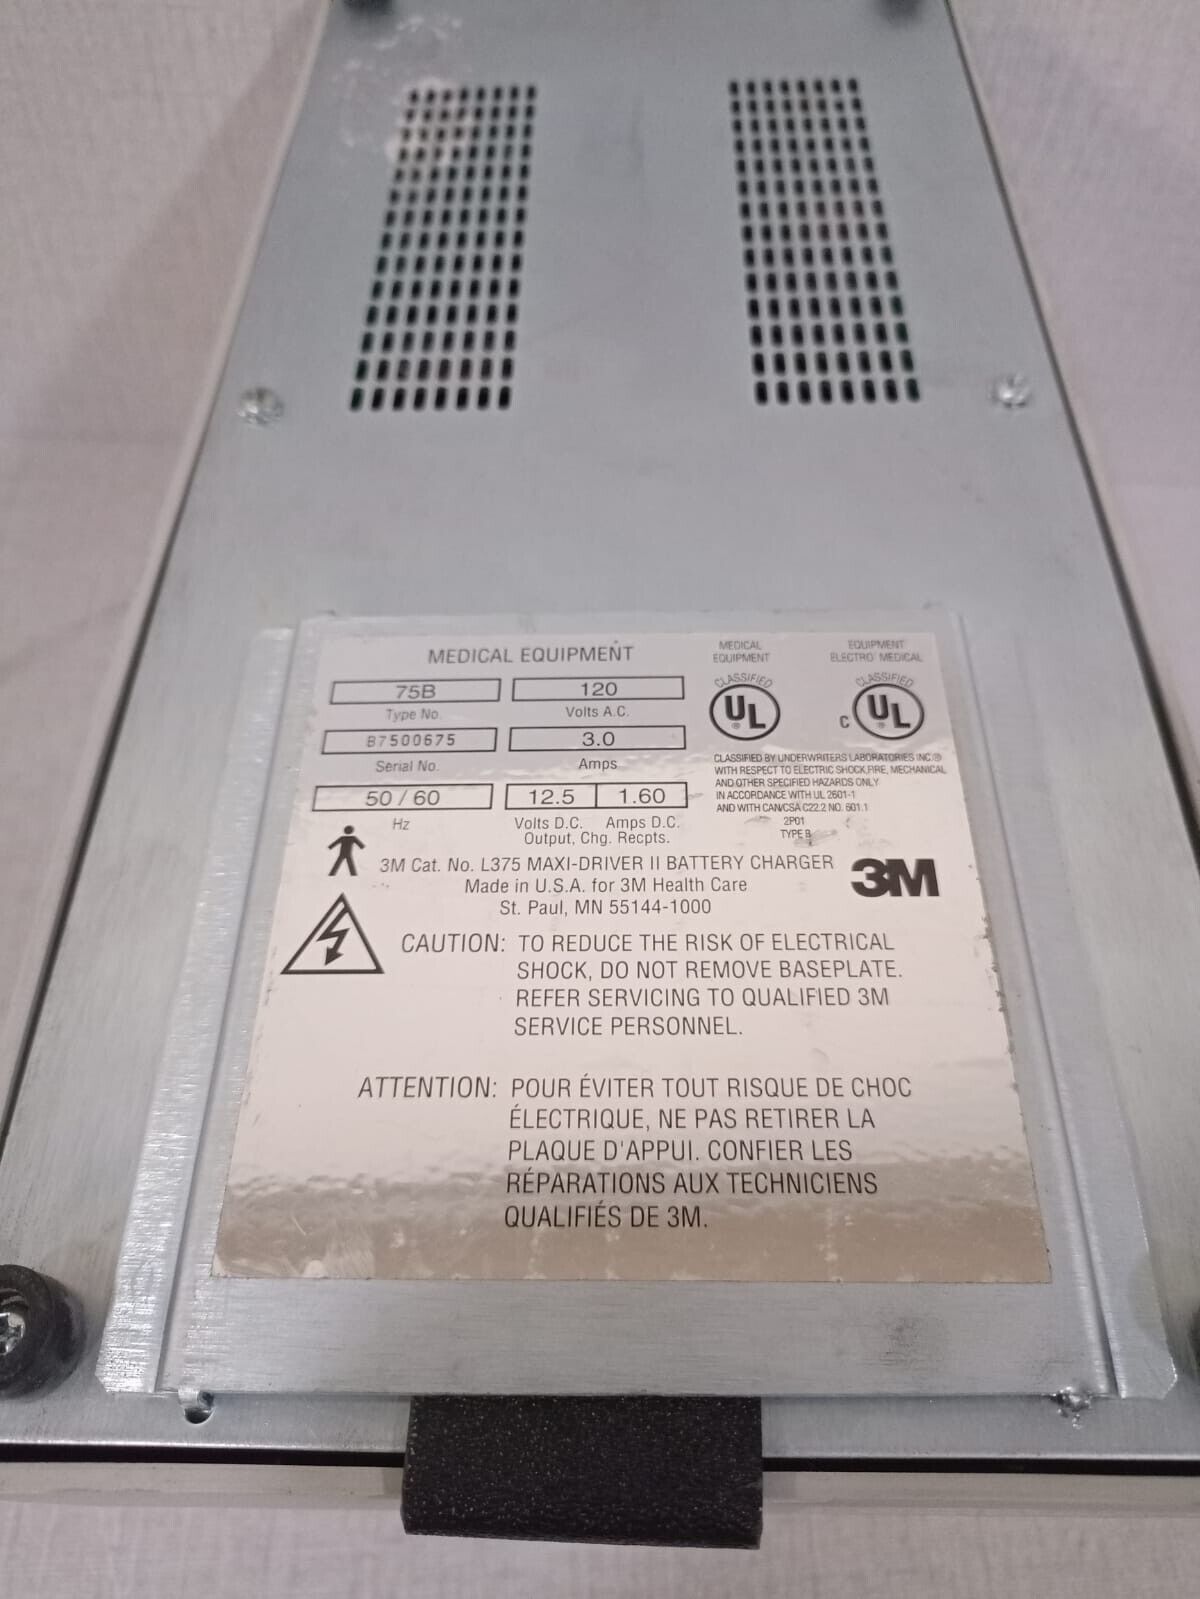 MEDICAL EQUIPMENT
75B
Type No.
120
Volts A.C.
B7500675
Serial No.
3.0
Amps
50 / 60
Hz
12.5 1.60
Volts D.C. Amps D.C.
Output, Chg. Recpts.
MEDICAL
EQUIPMENT
CLASSIFIED
UL
®
EQUIPMENT
ELECTRO MEDICAL
CLASSIFIED
C UL
®
CLASSIFIED BY UNDERWRITERS LABORATORIES INC.®
WITH RESPECT TO ELECTRIC SHOCK, FIRE, MECHANICAL
AND OTHER SPECIFIED HAZARDS ONLY
IN ACCORDANCE WITH UL 2601-1
AND WITH CAN/CSA C22.2 NO. 601.1
2P01
TYPE B
3M Cat. No. L375 MAXI-DRIVER II BATTERY CHARGER
Made in U.S.A. for 3M Health Care
St. Paul, MN 55144-1000
3M
CAUTION: TO REDUCE THE RISK OF ELECTRICAL
SHOCK, DO NOT REMOVE BASEPLATE.
REFER SERVICING TO QUALIFIED 3M
SERVICE PERSONNEL.
ATTENTION: POUR ÉVITER TOUT RISQUE DE CHOC
ÉLECTRIQUE, NE PAS RETIRER LA
PLAQUE D'APPUI. CONFIER LES
RÉPARATIONS AUX TECHNICIENS
QUALIFIÉS DE 3M.